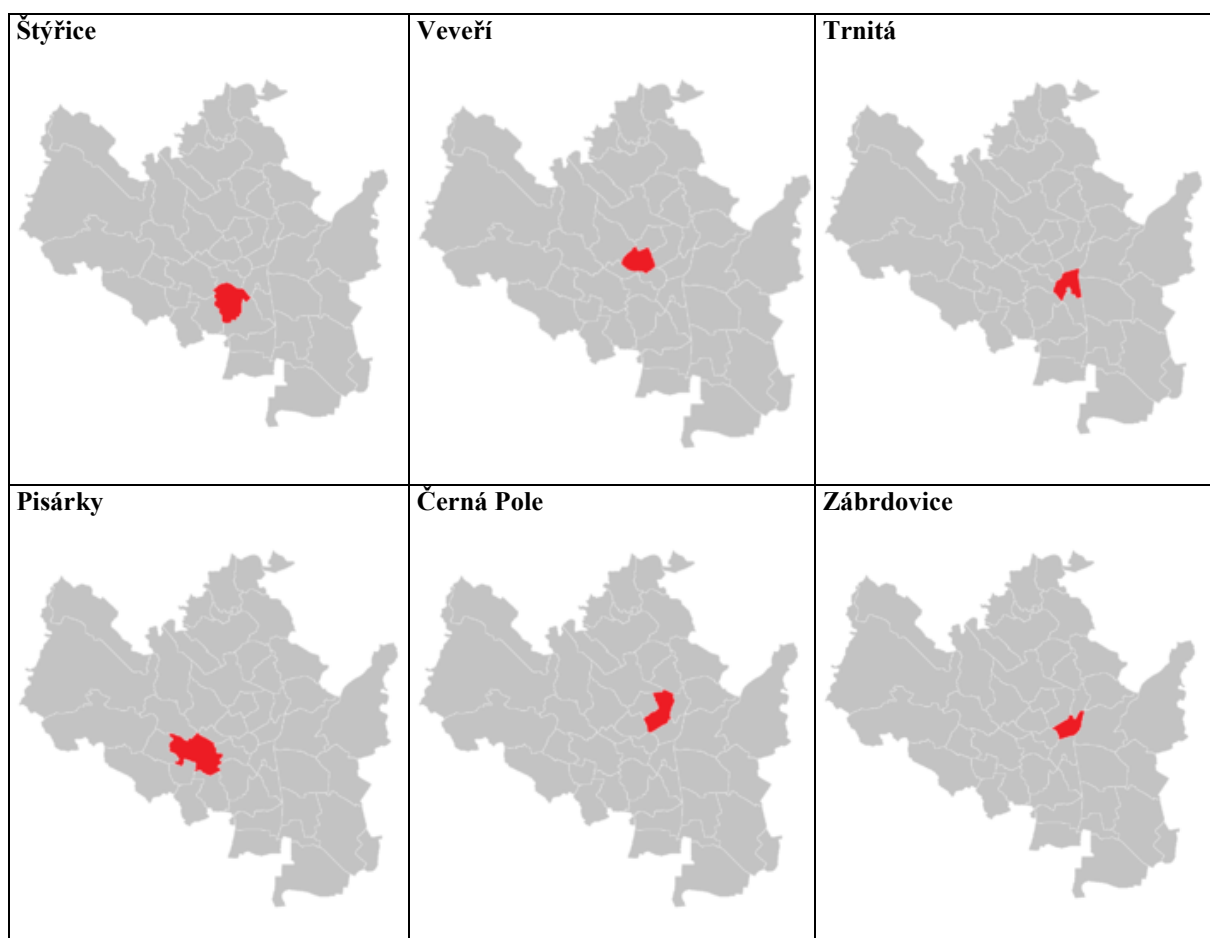 Štýřice
Veveří
Trnitá
Pisárky
Černá Pole
Zábrdovice